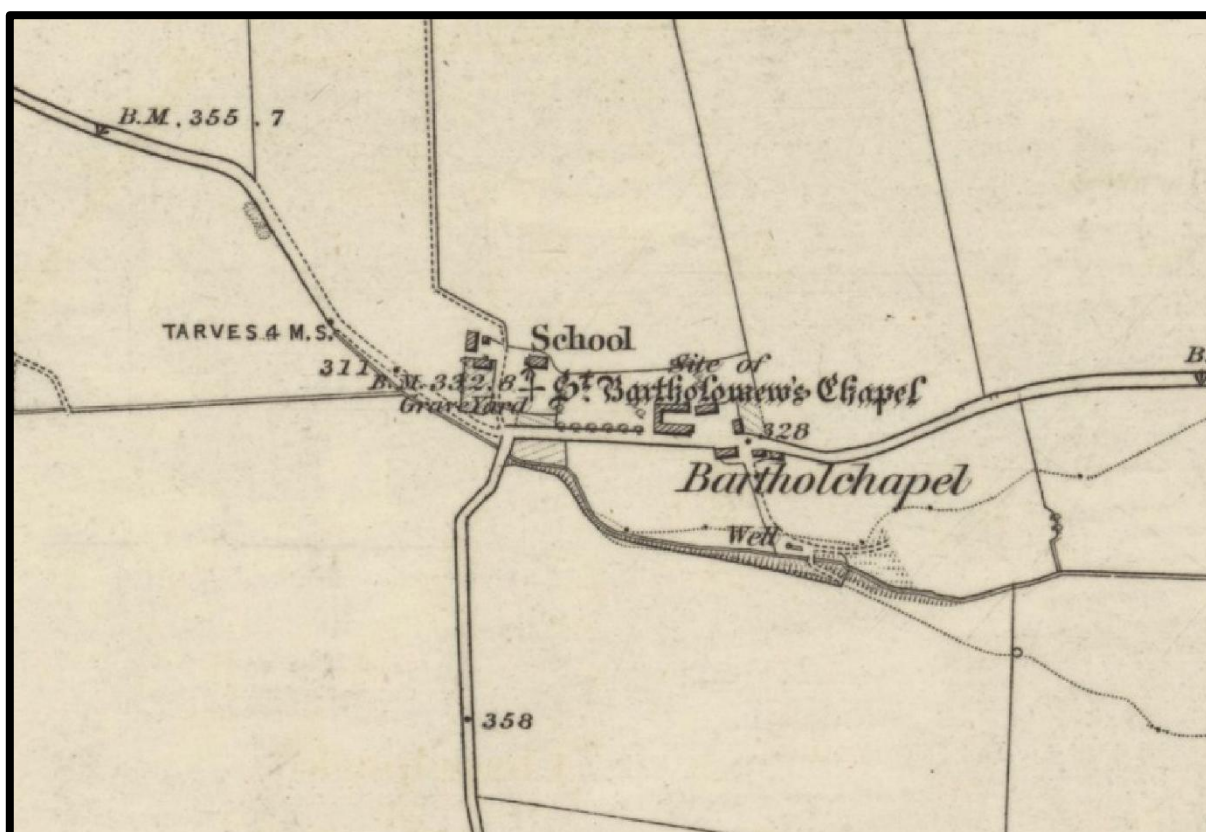 B.M. 355.7
TARVES 4 M.S.
School
311
Site of
B.M. 332.8
St. Bartholomew's Chapel
Grave Yard
328
Bartholchapel
B.
Well
358